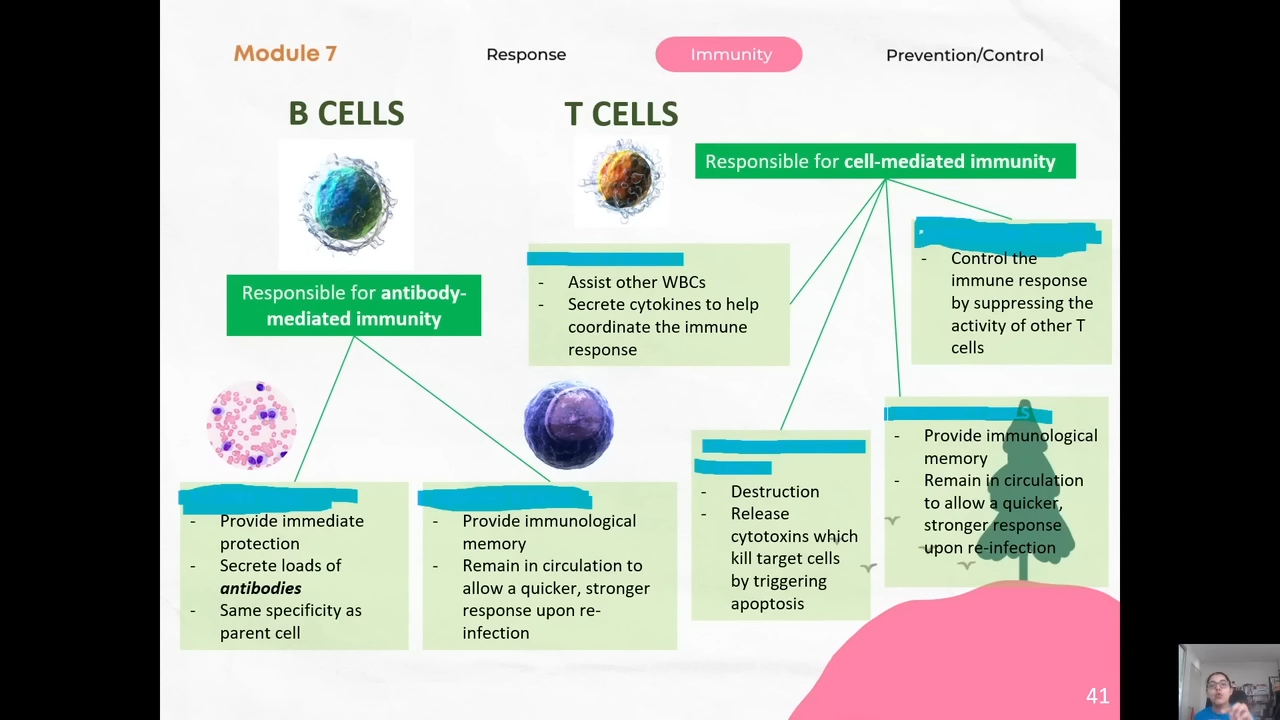 Module 7
Response
Immunity
Prevention/Control
B CELLS
T CELLS
Responsible for cell-mediated immunity
Responsible for antibody-
mediated immunity
- Assist other WBCs
- Secrete cytokines to help
coordinate the immune
response
- Control the
immune response
by suppressing the
activity of other T
cells
- Provide immediate
protection
- Secrete loads of
antibodies
- Same specificity as
parent cell
- Provide immunological
memory
- Remain in circulation to
allow a quicker, stronger
response upon re-
infection
- Destruction
- Release
cytotoxins which
kill target cells
by triggering
apoptosis
- Provide immunological
memory
- Remain in circulation
to allow a quicker,
stronger response
upon re-infection
41